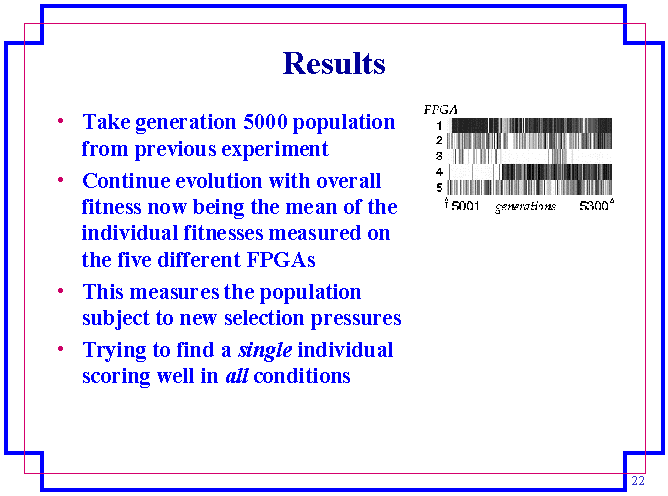 Results
• Take generation 5000 population
from previous experiment
• Continue evolution with overall
fitness now being the mean of the
individual fitnesses measured on
the five different FPGAs
• This measures the population
subject to new selection pressures
• Trying to find a single individual
scoring well in all conditions
FPGA
1
2
3
4
5
5001 generations 5300
22